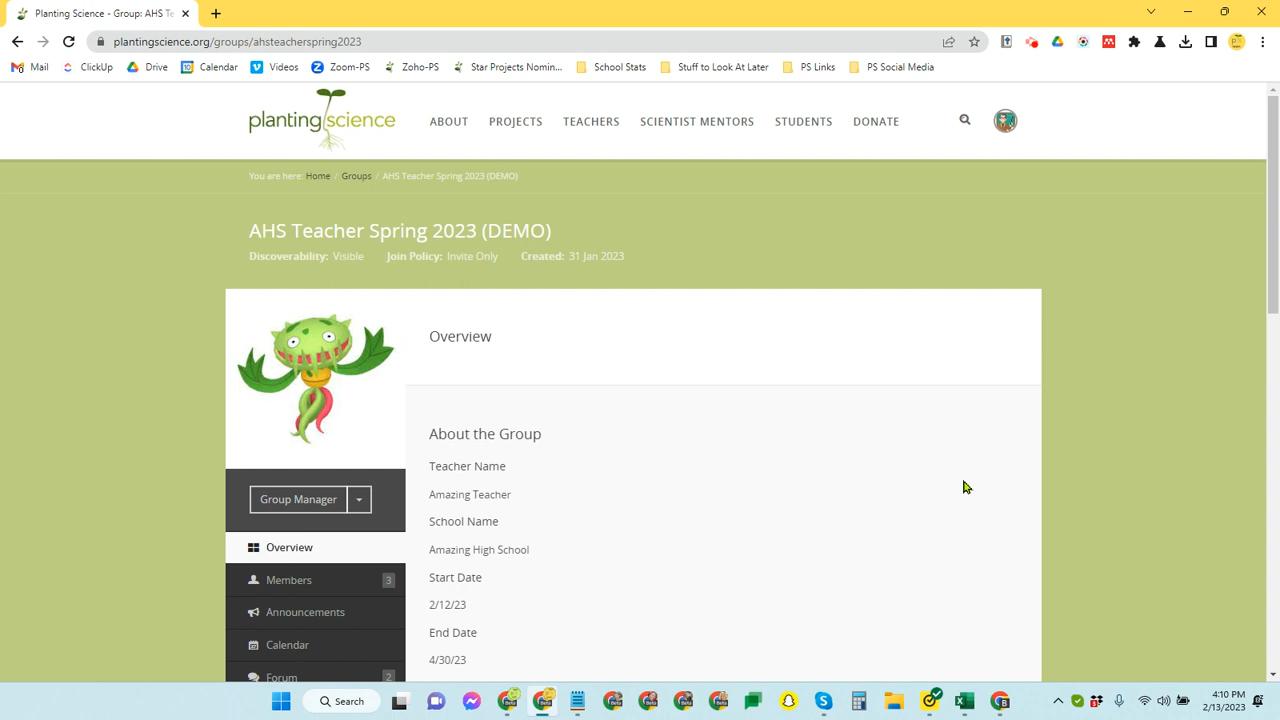 Planting Science - Group: AHS Te
plantingscience.org/groups/ahsteacherspring2023
Mail ClickUp Drive Calendar Videos Zoom-PS Zoho-PS Star Projects Nomin... School Stats Stuff to Look At Later PS Links PS Social Media
planting science ABOUT PROJECTS TEACHERS SCIENTIST MENTORS STUDENTS DONATE
You are here: Home / Groups / AHS Teacher Spring 2023 (DEMO)
AHS Teacher Spring 2023 (DEMO)
Discoverability: Visible Join Policy: Invite Only Created: 31 Jan 2023
Overview
About the Group
Teacher Name
Amazing Teacher
School Name
Amazing High School
Start Date
2/12/23
End Date
4/30/23
Group Manager
Overview
Members 3
Announcements
Calendar
Forum 2
Search
4:10 PM
2/13/2023